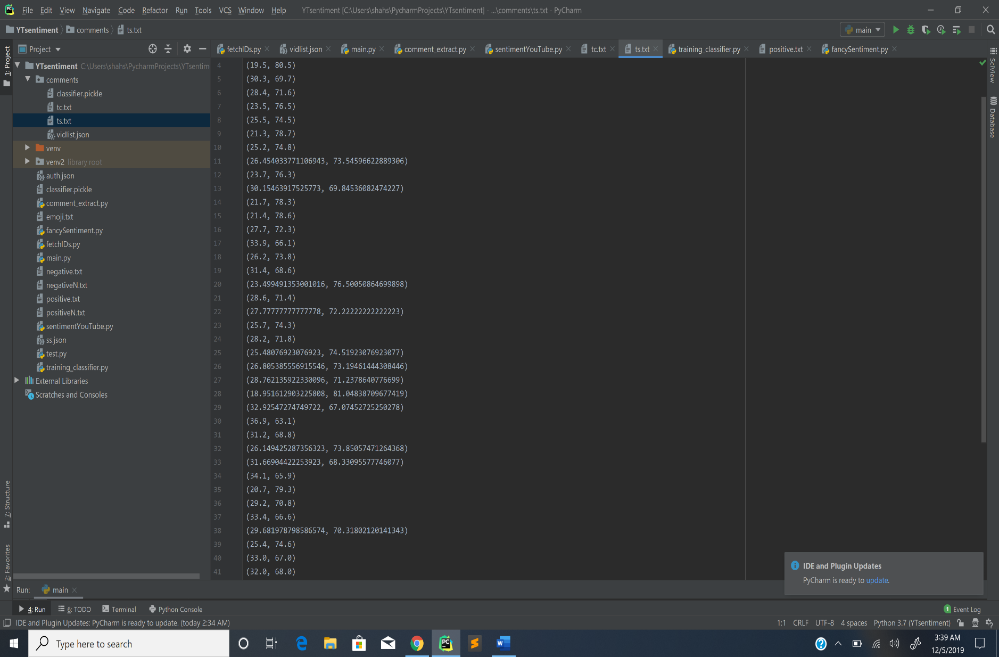 File Edit View Navigate Code Refactor Run Tools VCS Window Help YTsentiment [C:\Users\shahs\PycharmProjects\YTsentiment] - ...\comments\ts.txt - PyCharm
YTsentiment comments ts.txt main
Project fetchIDs.py vidlist.json main.py comment_extract.py sentimentYouTube.py tc.txt ts.txt training_classifier.py positive.txt fancySentiment.py
1: Project
2: Favorites
7: Structure
SciView
Database
YTsentiment C:\Users\shahs\PycharmProjects\YTsentim
comments
classifier.pickle
tc.txt
ts.txt
vidlist.json
venv
venv2 library root
auth.json
classifier.pickle
comment_extract.py
emoji.txt
fancySentiment.py
fetchIDs.py
main.py
negative.txt
negativeN.txt
positive.txt
positiveN.txt
sentimentYouTube.py
ss.json
test.py
training_classifier.py
External Libraries
Scratches and Consoles
4 (19.5, 80.5)
5 (30.3, 69.7)
6 (28.4, 71.6)
7 (23.5, 76.5)
8 (25.5, 74.5)
9 (21.3, 78.7)
10 (25.2, 74.8)
11 (26.454033771106943, 73.54596622889306)
12 (23.7, 76.3)
13 (30.15463917525773, 69.84536082474227)
14 (21.7, 78.3)
15 (21.4, 78.6)
16 (27.7, 72.3)
17 (33.9, 66.1)
18 (26.2, 73.8)
19 (31.4, 68.6)
20 (23.499491353001016, 76.50050864699898)
21 (28.6, 71.4)
22 (27.77777777777778, 72.22222222222223)
23 (25.7, 74.3)
24 (28.2, 71.8)
25 (25.48076923076923, 74.51923076923077)
26 (26.805385556915546, 73.19461444308446)
27 (28.762135922330096, 71.2378640776699)
28 (18.951612903225808, 81.04838709677419)
29 (32.92547274749722, 67.07452725250278)
30 (36.9, 63.1)
31 (31.2, 68.8)
32 (26.149425287356323, 73.85057471264368)
33 (31.66904422253923, 68.33095577746077)
34 (34.1, 65.9)
35 (20.7, 79.3)
36 (29.2, 70.8)
37 (33.4, 66.6)
38 (29.681978798586574, 70.31802120141343)
39 (25.4, 74.6)
40 (33.0, 67.0)
41 (32.0, 68.0)
IDE and Plugin Updates
PyCharm is ready to update.
Run: main
4: Run 6: TODO Terminal Python Console 1 Event Log
IDE and Plugin Updates: PyCharm is ready to update. (today 2:34 AM) 1:1 CRLF UTF-8 4 spaces Python 3.7 (YTsentiment)
Type here to search
3:39 AM
12/5/2019